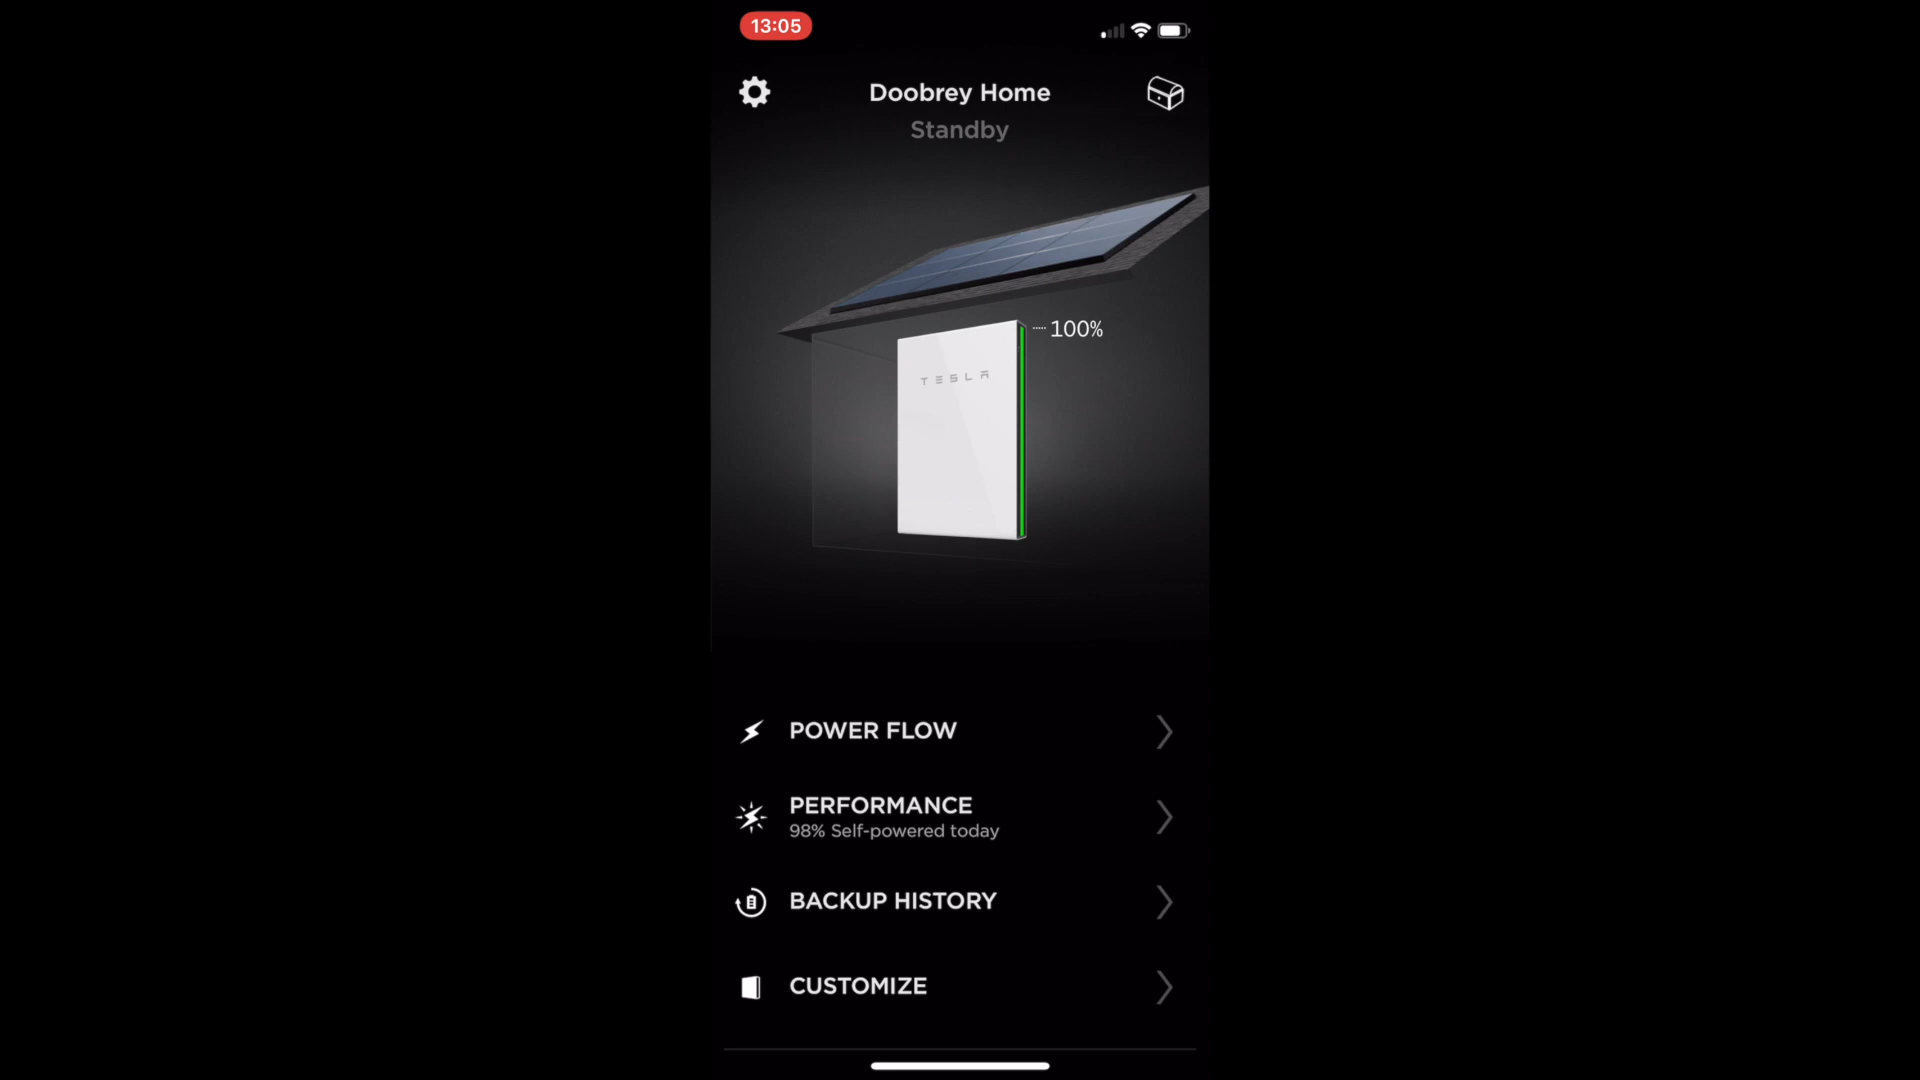 13:05
Doobrey Home
Standby
100%
TESLA
POWER FLOW
PERFORMANCE
98% Self-powered today
BACKUP HISTORY
CUSTOMIZE